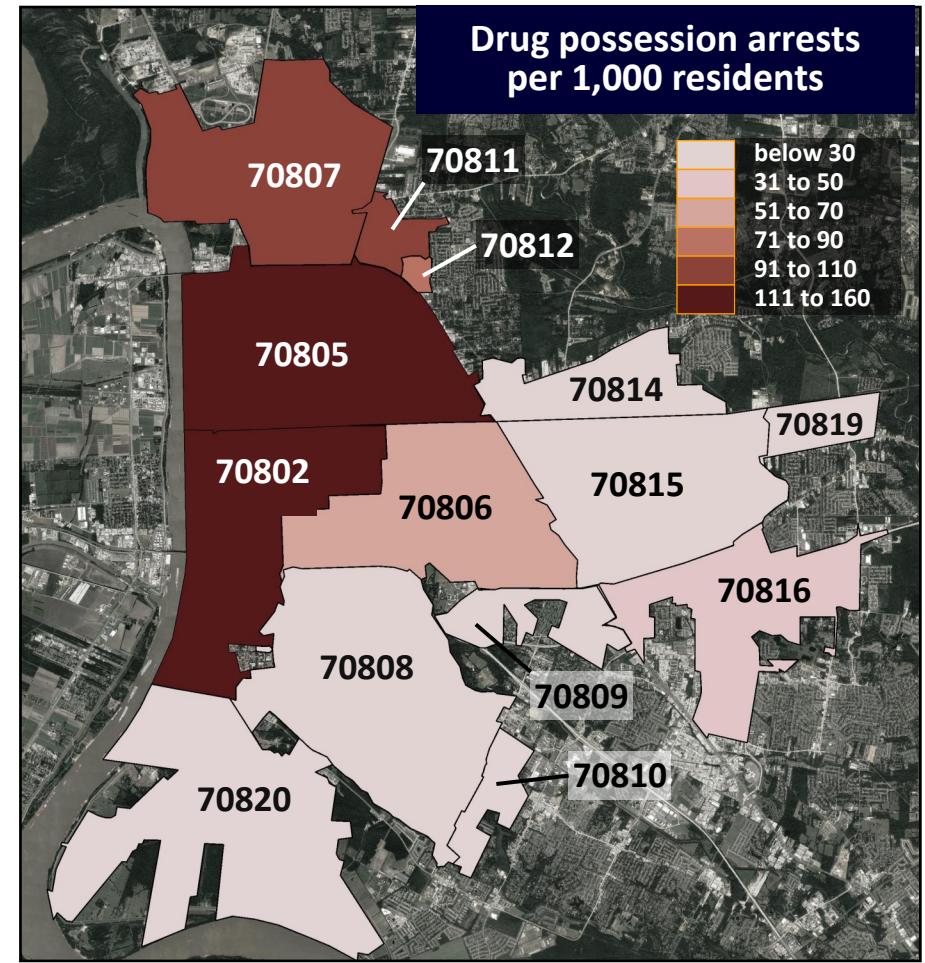 Drug possession arrests
per 1,000 residents
below 30
31 to 50
51 to 70
71 to 90
91 to 110
111 to 160
70807
70811
70812
70805
70814
70819
70802
70815
70806
70816
70808
70809
70810
70820